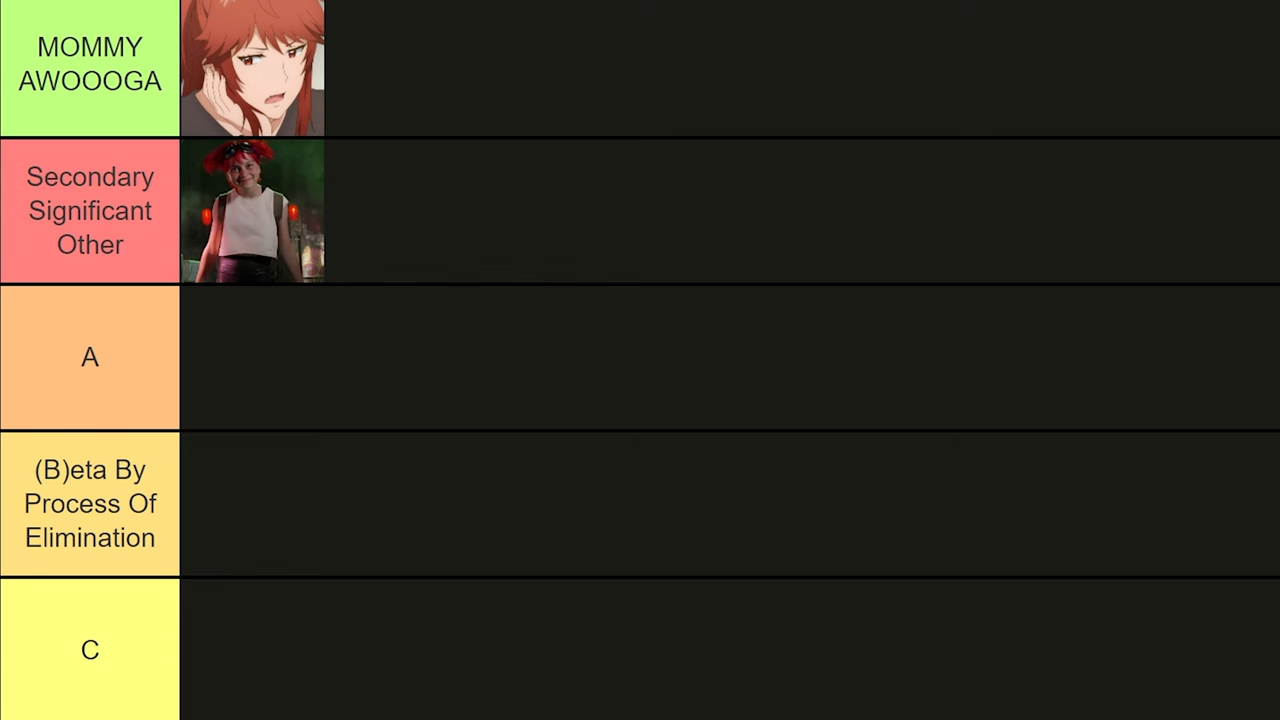 MOMMY
AWOOOGA
Secondary
Significant
Other
A
(B)eta By
Process Of
Elimination
C